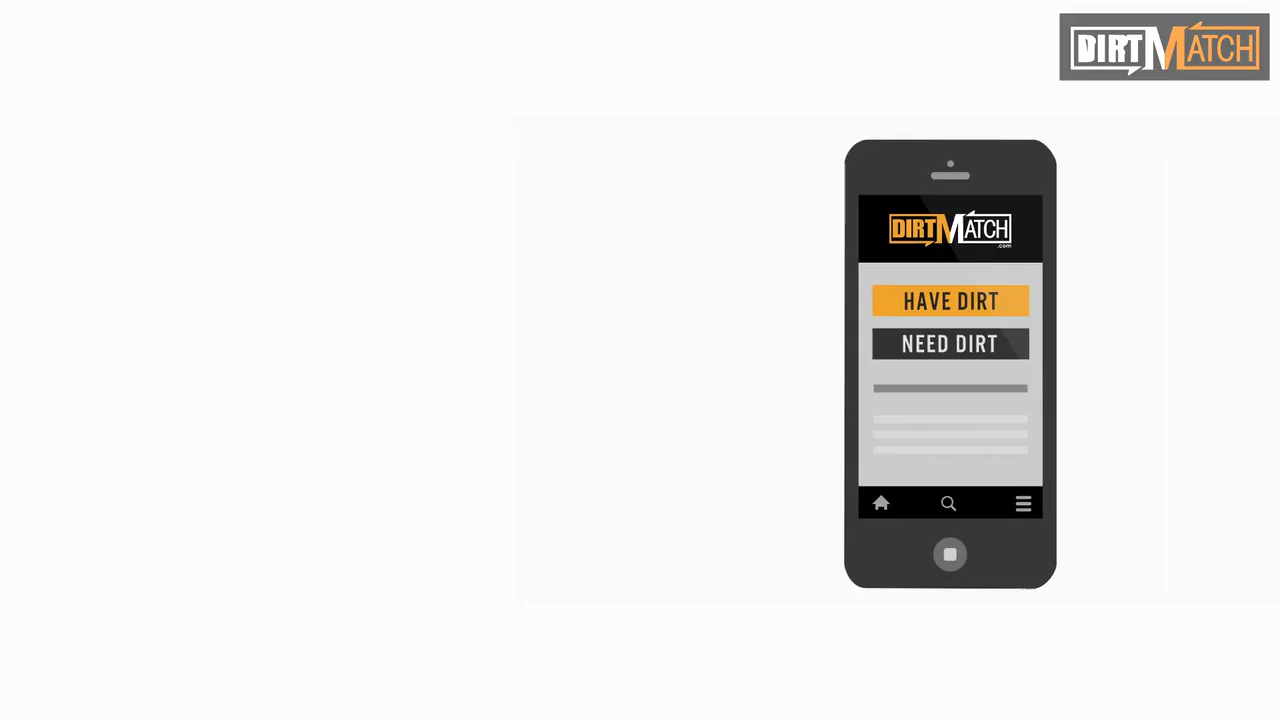 DIRTMATCH
DIRTMATCH
.com
HAVE DIRT
NEED DIRT